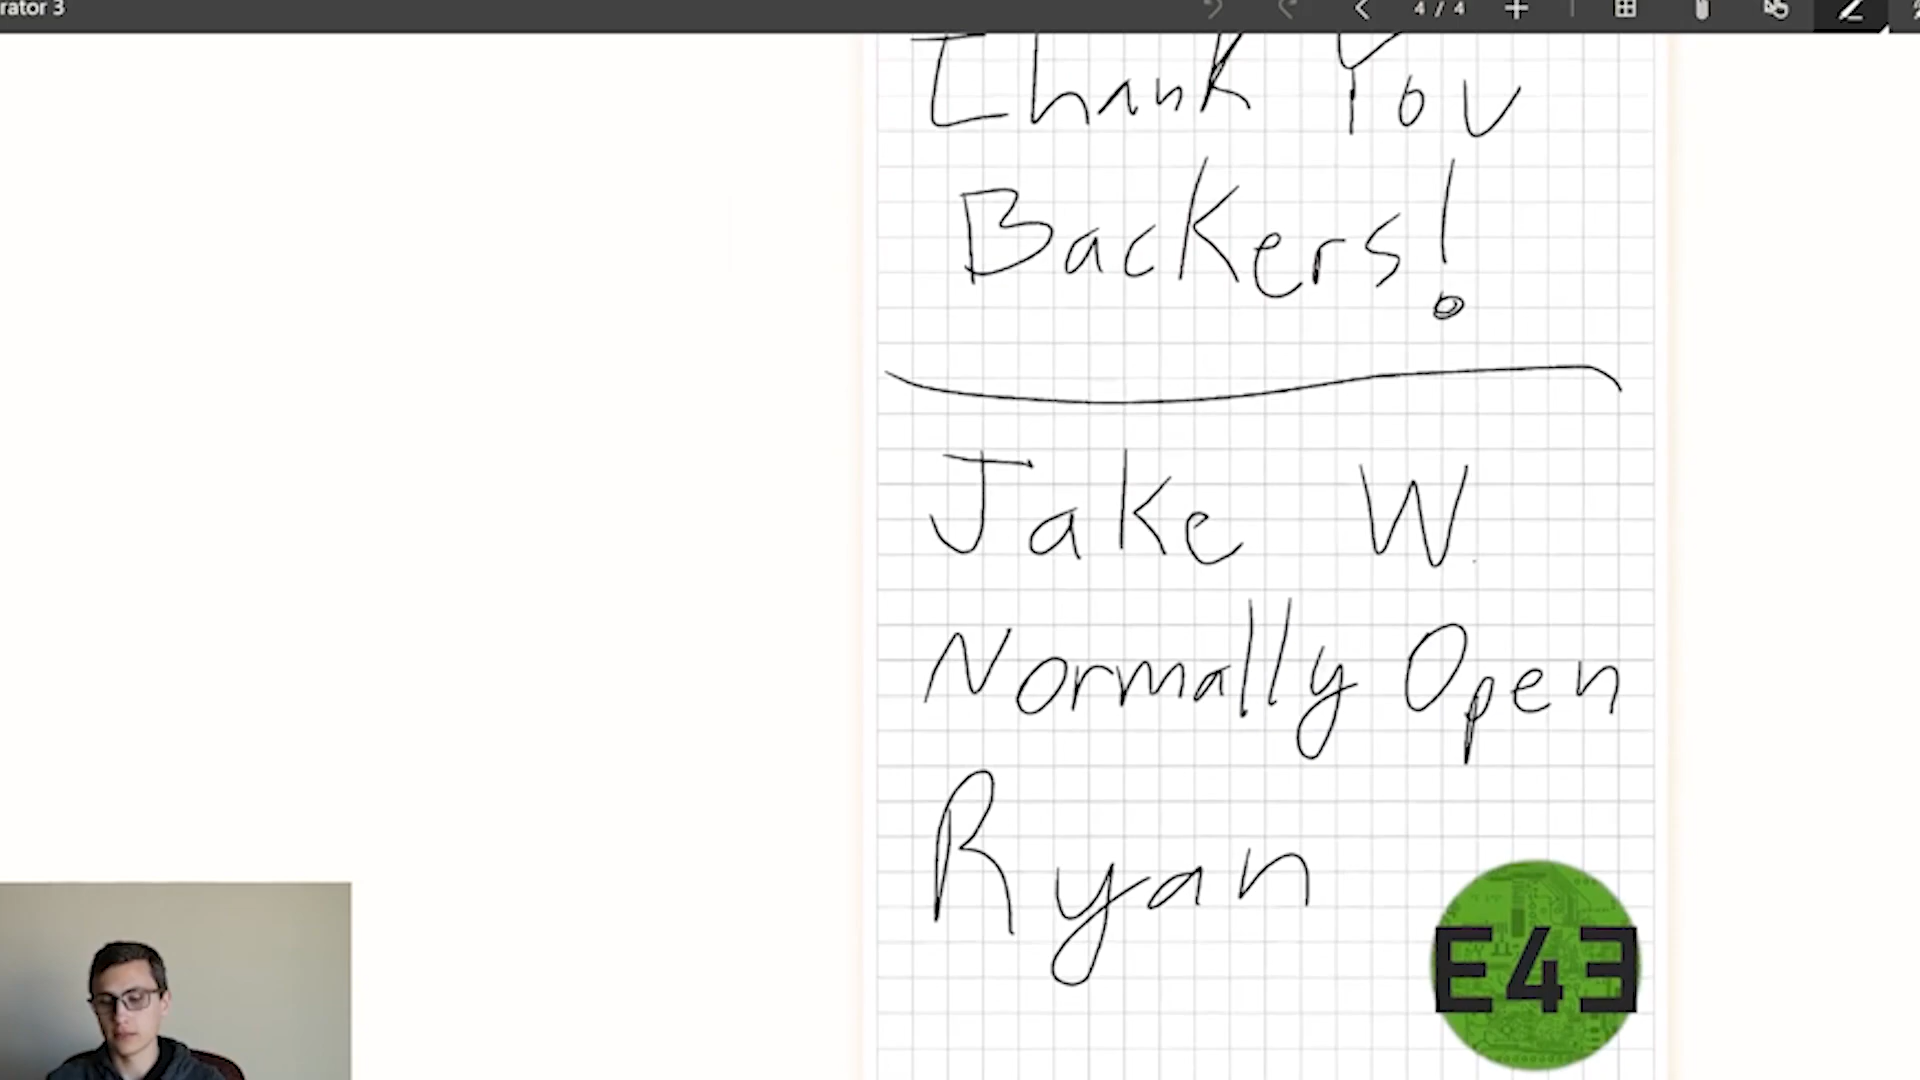 rator 3
4 / 4
Thank You
Backers!
Jake W.
Normally Open
Ryan
E43